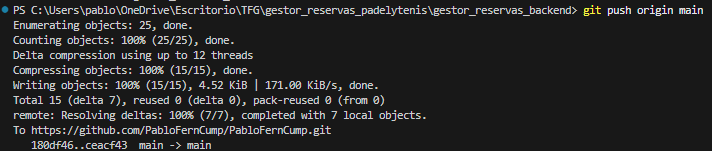 PS C:\Users\pablo\OneDrive\Escritorio\TFG\gestor_reservas_padelytenis\gestor_reservas_backend> git push origin main
Enumerating objects: 25, done.
Counting objects: 100% (25/25), done.
Delta compression using up to 12 threads
Compressing objects: 100% (15/15), done.
Writing objects: 100% (15/15), 4.52 KiB | 171.00 KiB/s, done.
Total 15 (delta 7), reused 0 (delta 0), pack-reused 0 (from 0)
remote: Resolving deltas: 100% (7/7), completed with 7 local objects.
To https://github.com/PabloFernCump/PabloFernCump.git
   180df46..ceacf43  main -> main